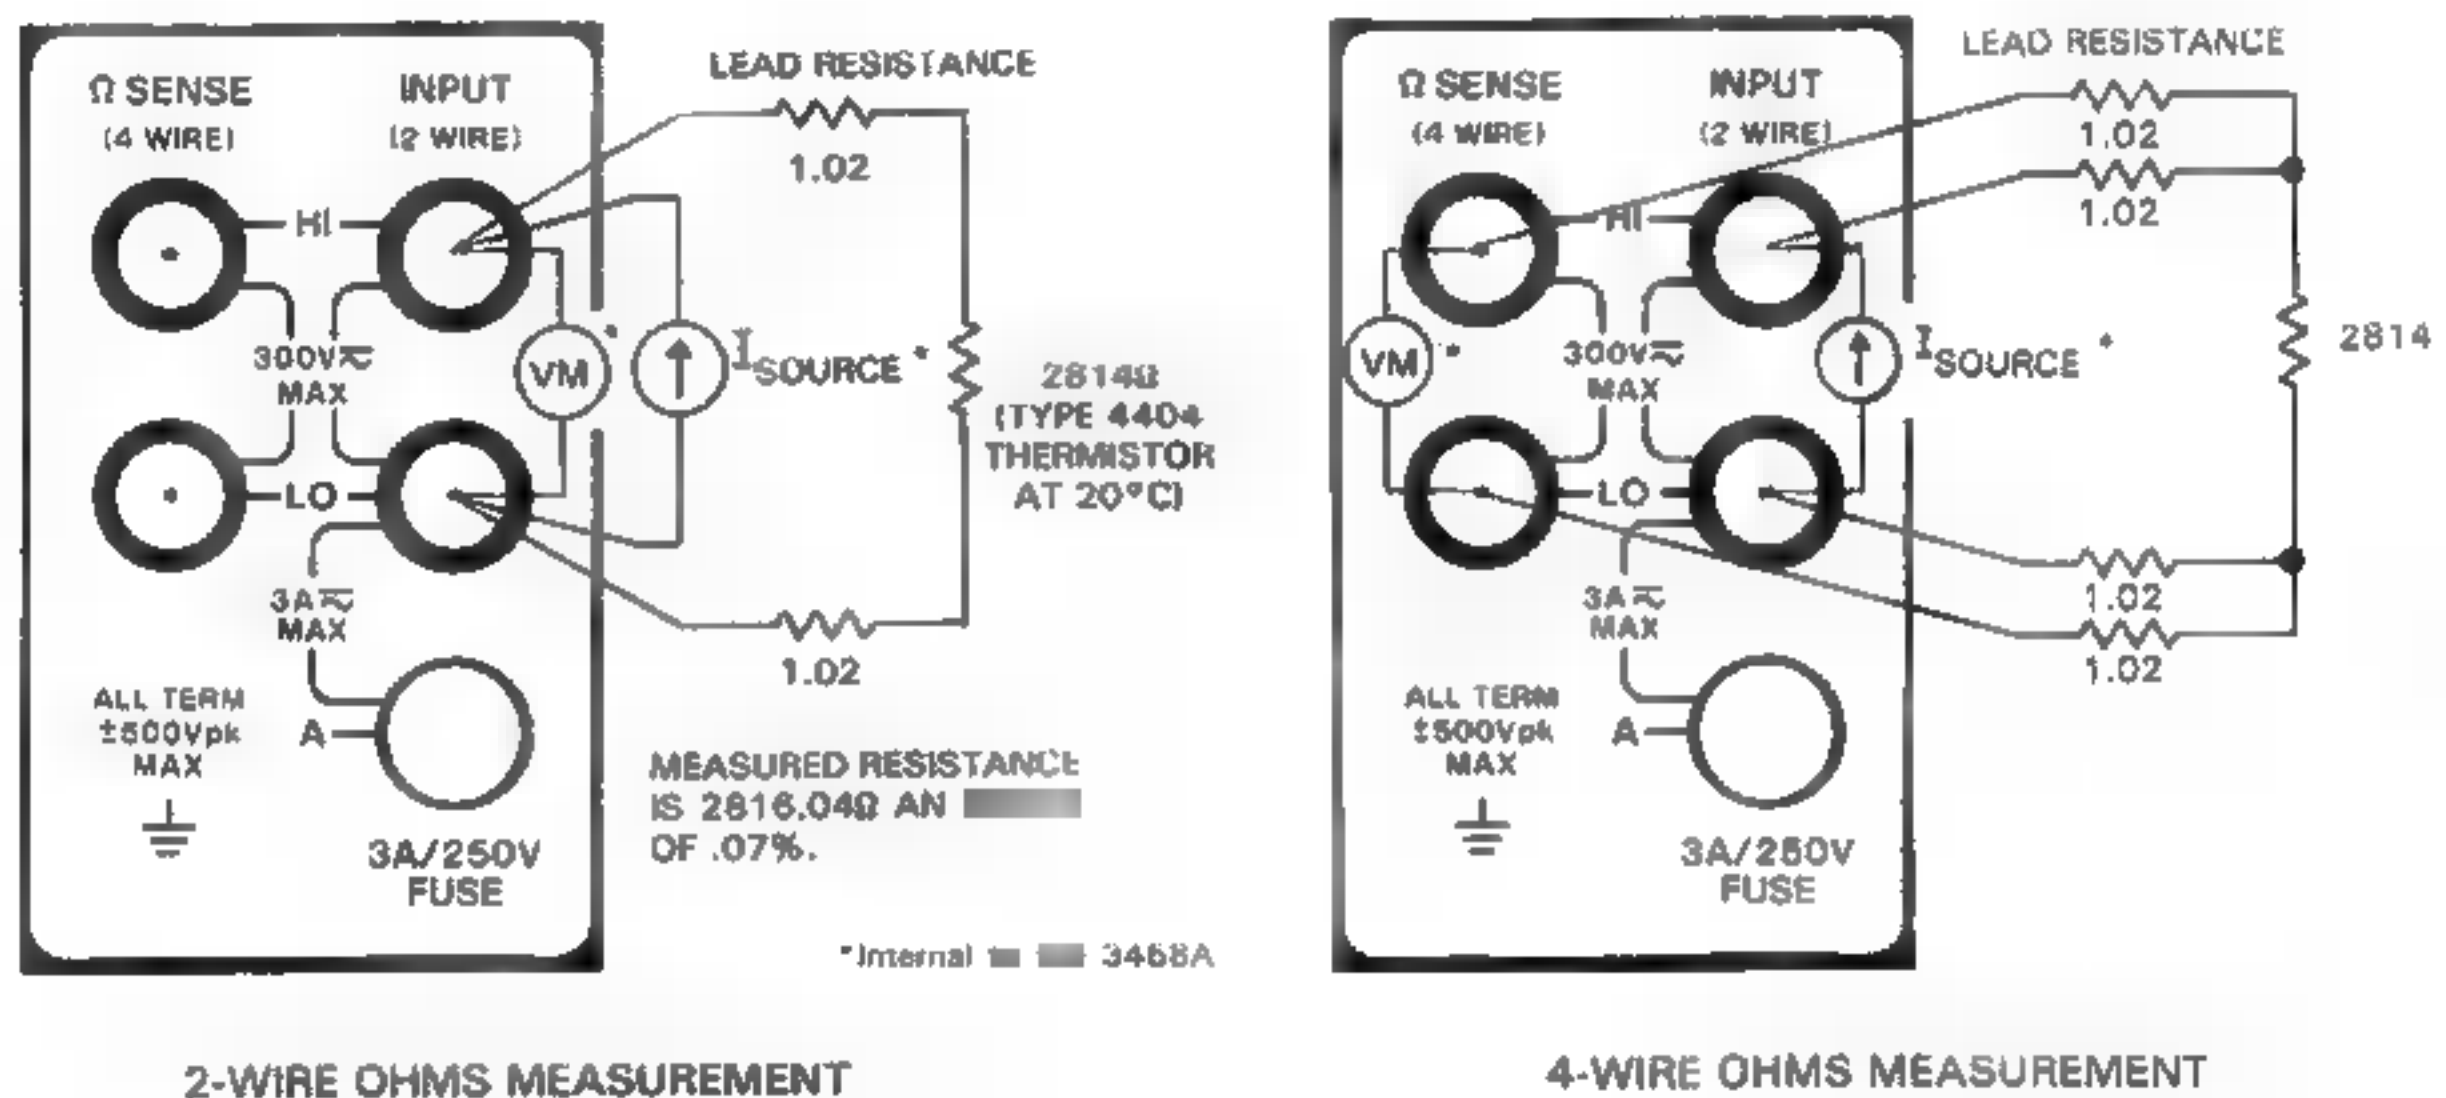 LEAD RESISTANCE
Ω SENSE
(4 WIRE)
INPUT
(2 WIRE)
1.02
HI
300V
MAX
VM
*
I SOURCE *
2814Ω
(TYPE 4404
THERMISTOR
AT 20°C)
LO
3A
MAX
1.02
ALL TERM
±500Vpk
MAX
A
3A/250V
FUSE
MEASURED RESISTANCE
IS 2816.04Ω AN
OF .07%.
*Internal 3468A
2-WIRE OHMS MEASUREMENT
LEAD RESISTANCE
Ω SENSE
(4 WIRE)
INPUT
(2 WIRE)
1.02
1.02
HI
300V
MAX
VM
*
I SOURCE *
2814
LO
3A
MAX
1.02
1.02
ALL TERM
±500Vpk
MAX
A
3A/250V
FUSE
4-WIRE OHMS MEASUREMENT